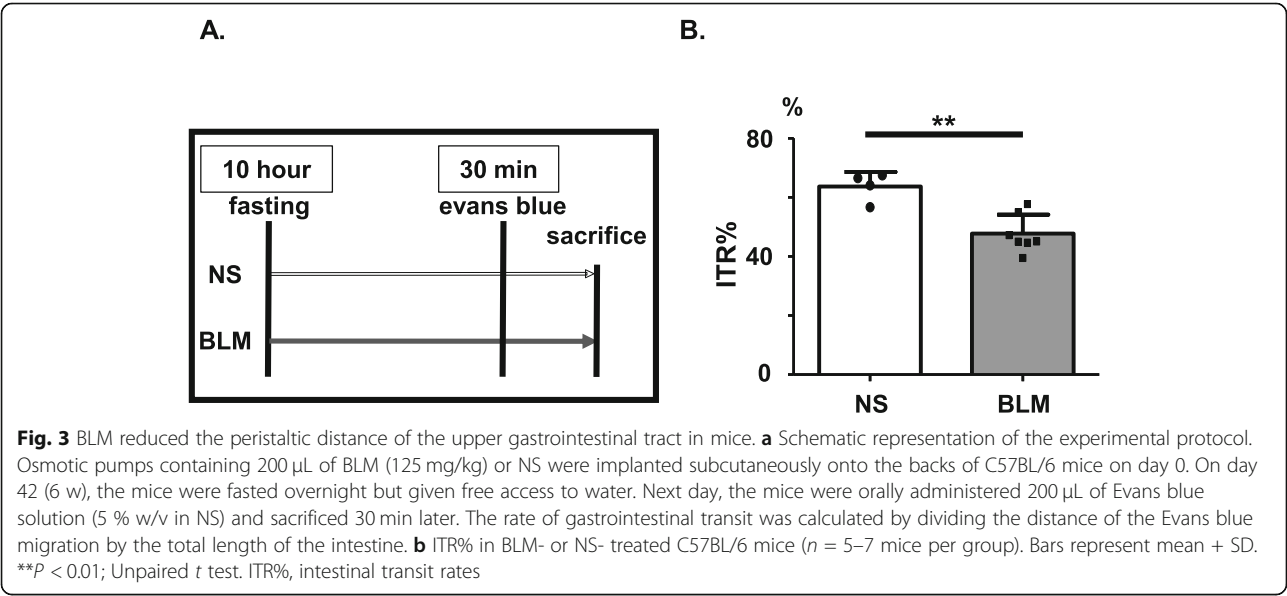 A.
B.
10 hour
fasting
30 min
evans blue
sacrifice
NS
BLM
%
**
80
ITR%
40
0
NS
BLM
Fig. 3 BLM reduced the peristaltic distance of the upper gastrointestinal tract in mice. a Schematic representation of the experimental protocol.
Osmotic pumps containing 200 μL of BLM (125 mg/kg) or NS were implanted subcutaneously onto the backs of C57BL/6 mice on day 0. On day
42 (6 w), the mice were fasted overnight but given free access to water. Next day, the mice were orally administered 200 μL of Evans blue
solution (5 % w/v in NS) and sacrificed 30 min later. The rate of gastrointestinal transit was calculated by dividing the distance of the Evans blue
migration by the total length of the intestine. b ITR% in BLM- or NS- treated C57BL/6 mice (n = 5–7 mice per group). Bars represent mean + SD.
**P < 0.01; Unpaired t test. ITR%, intestinal transit rates